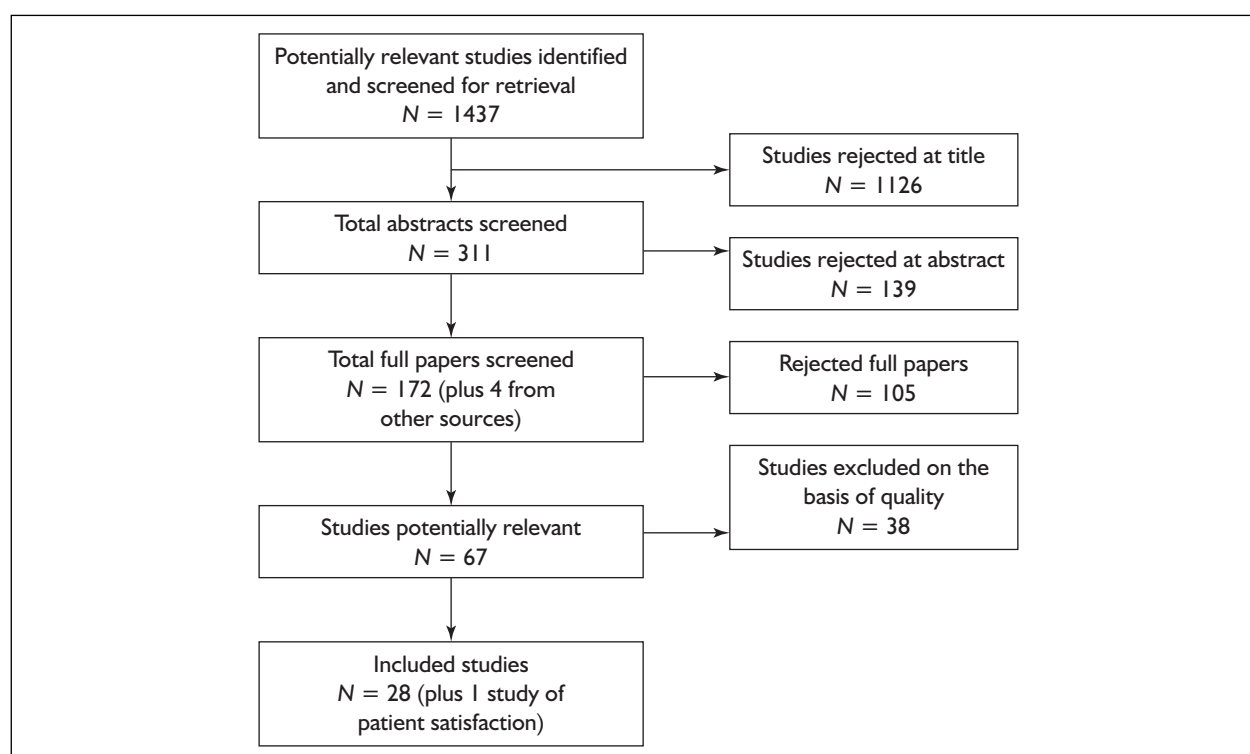 Potentially relevant studies identified
and screened for retrieval
N = 1437
Studies rejected at title
N = 1126
Total abstracts screened
N = 311
Studies rejected at abstract
N = 139
Total full papers screened
N = 172 (plus 4 from
other sources)
Rejected full papers
N = 105
Studies excluded on the
basis of quality
N = 38
Studies potentially relevant
N = 67
Included studies
N = 28 (plus 1 study of
patient satisfaction)